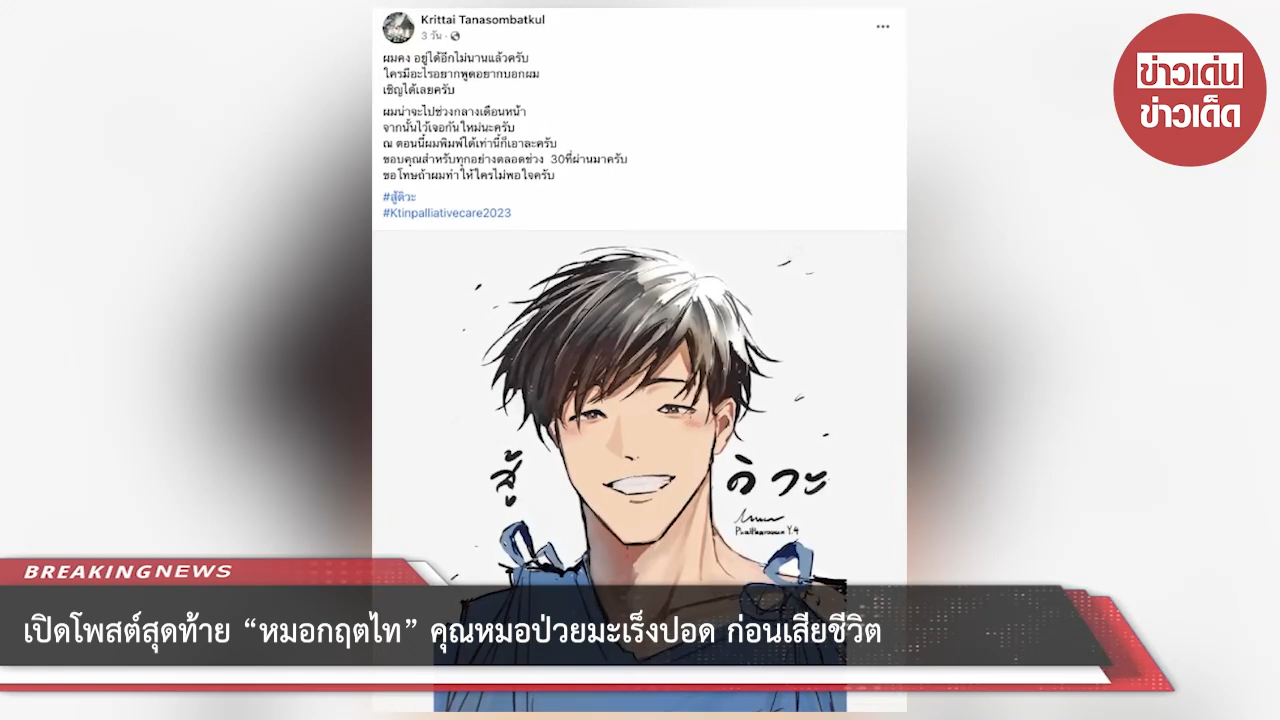 Krittai Tanasombatkul
3 วัน
ผมคง อยู่ได้อีกไม่นานแล้วครับ
ใครมีอะไรอยากพูดอยากบอกผม
เชิญได้เลยครับ
ผมน่าจะไปช่วงกลางเดือนหน้า
จากนั้นไว้เจอกันใหม่นะครับ
ณ ตอนนี้ผมพิมพ์ได้เท่านี้ก็เอาละครับ
ขอบคุณสำหรับทุกอย่างตลอดช่วง 30ที่ผ่านมาครับ
ขอโทษถ้าผมทำให้ใครไม่พอใจครับ
#สู้ดิวะ
#Ktinpalliativecare2023
ข่าวเด่น
ข่าวเด็ด
สู้ ดิวะ
Y.4
BREAKING NEWS
เปิดโพสต์สุดท้าย “หมอกฤตไท” คุณหมอป่วยมะเร็งปอด ก่อนเสียชีวิต